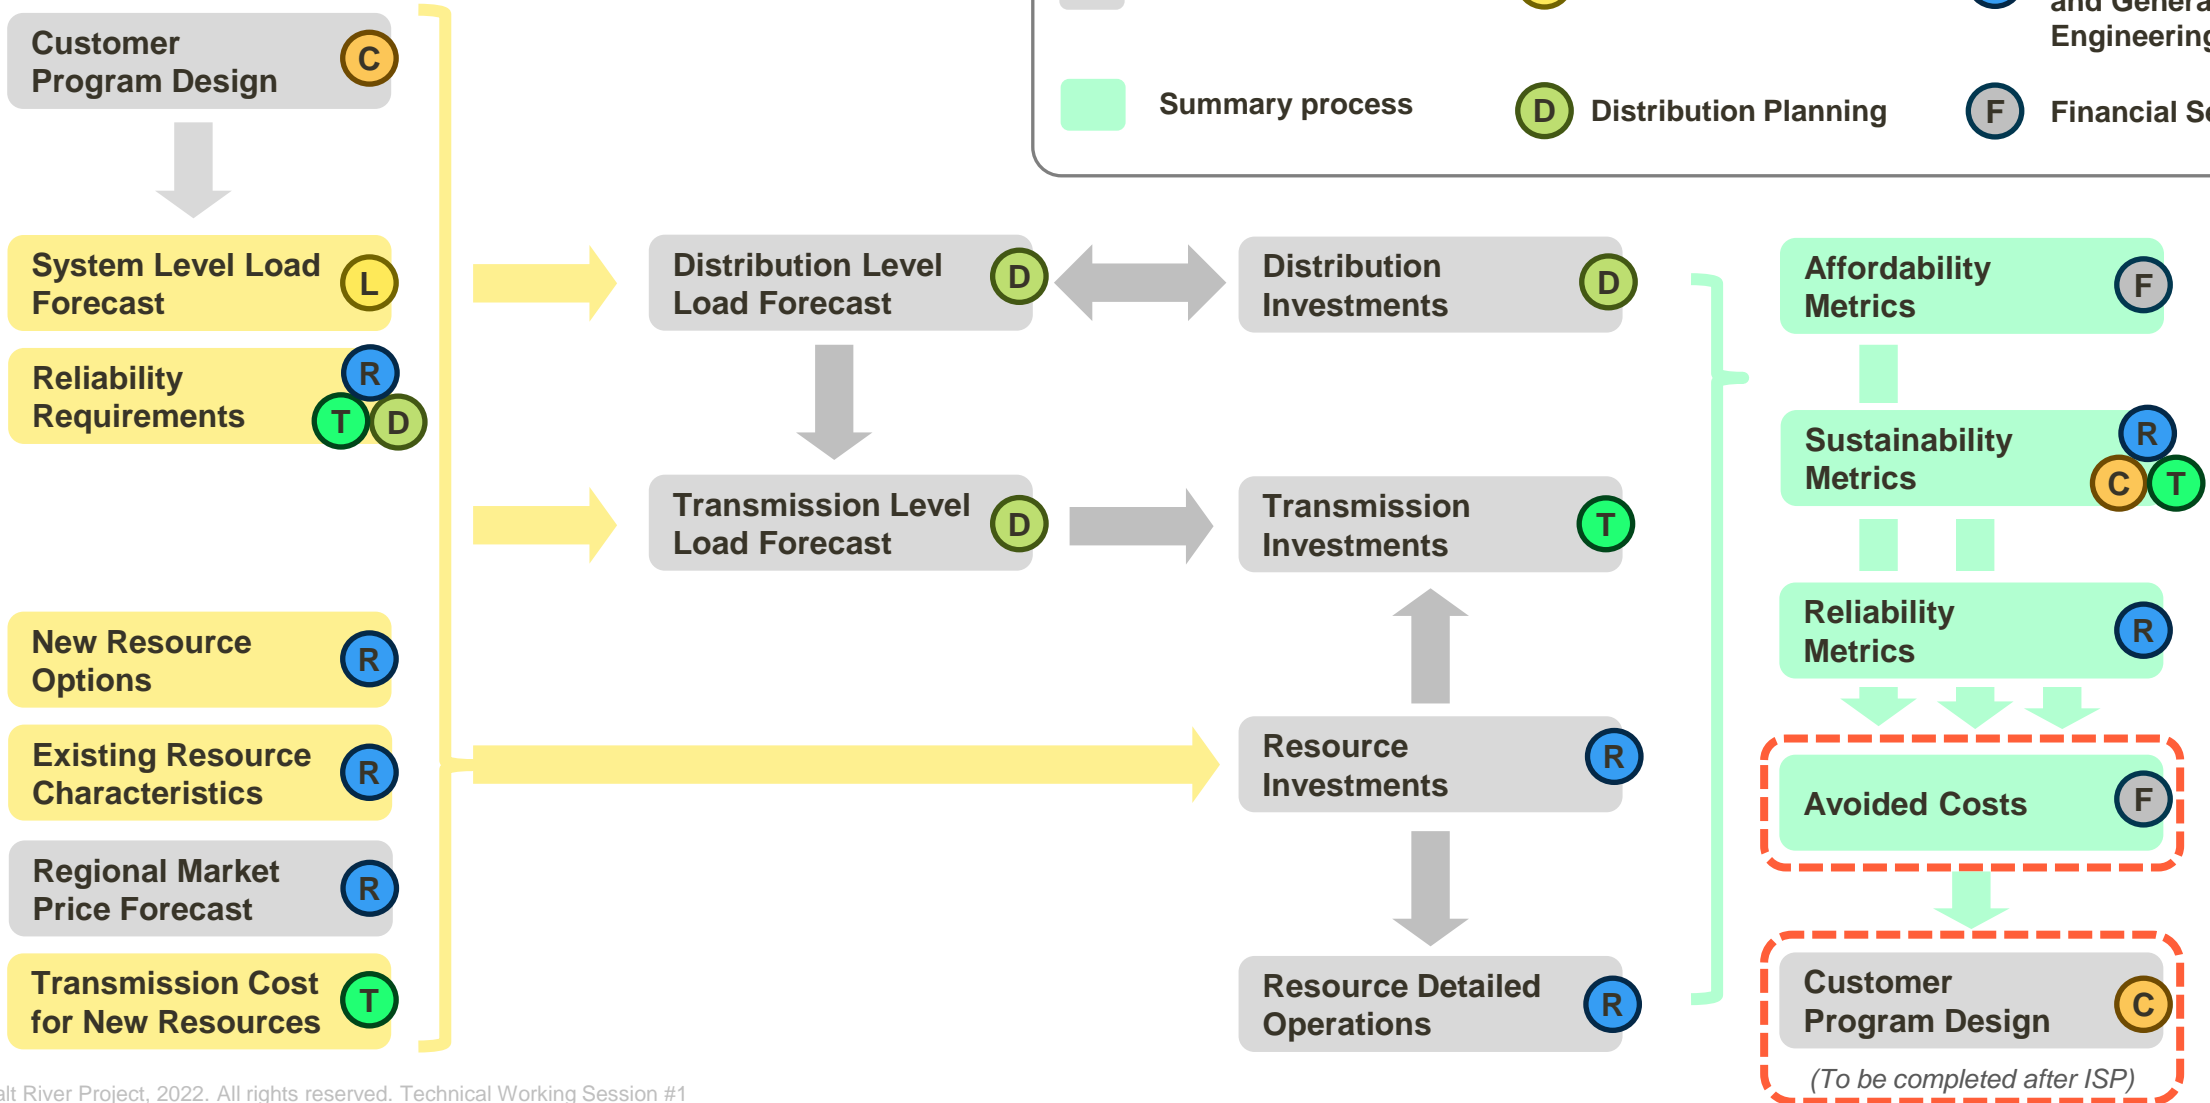 Customer
Program Design
C
and
Engineering
Summary process
D Distribution Planning
F Financial
System Level Load
Forecast
L
Reliability
Requirements
R
T D
Distribution Level
Load Forecast
D
Distribution
Investments
D
Affordability
Metrics
F
Transmission Level
Load Forecast
D
Transmission
Investments
T
Sustainability
Metrics
R
C T
New Resource
Options
R
Reliability
Metrics
R
Existing Resource
Characteristics
R
Resource
Investments
R
Avoided Costs
F
Regional Market
Price Forecast
R
Transmission Cost
for New Resources
T
Resource Detailed
Operations
R
Customer
Program Design
C
(To be completed after ISP)
River Project, 2022. All rights reserved. Technical Working Session #1